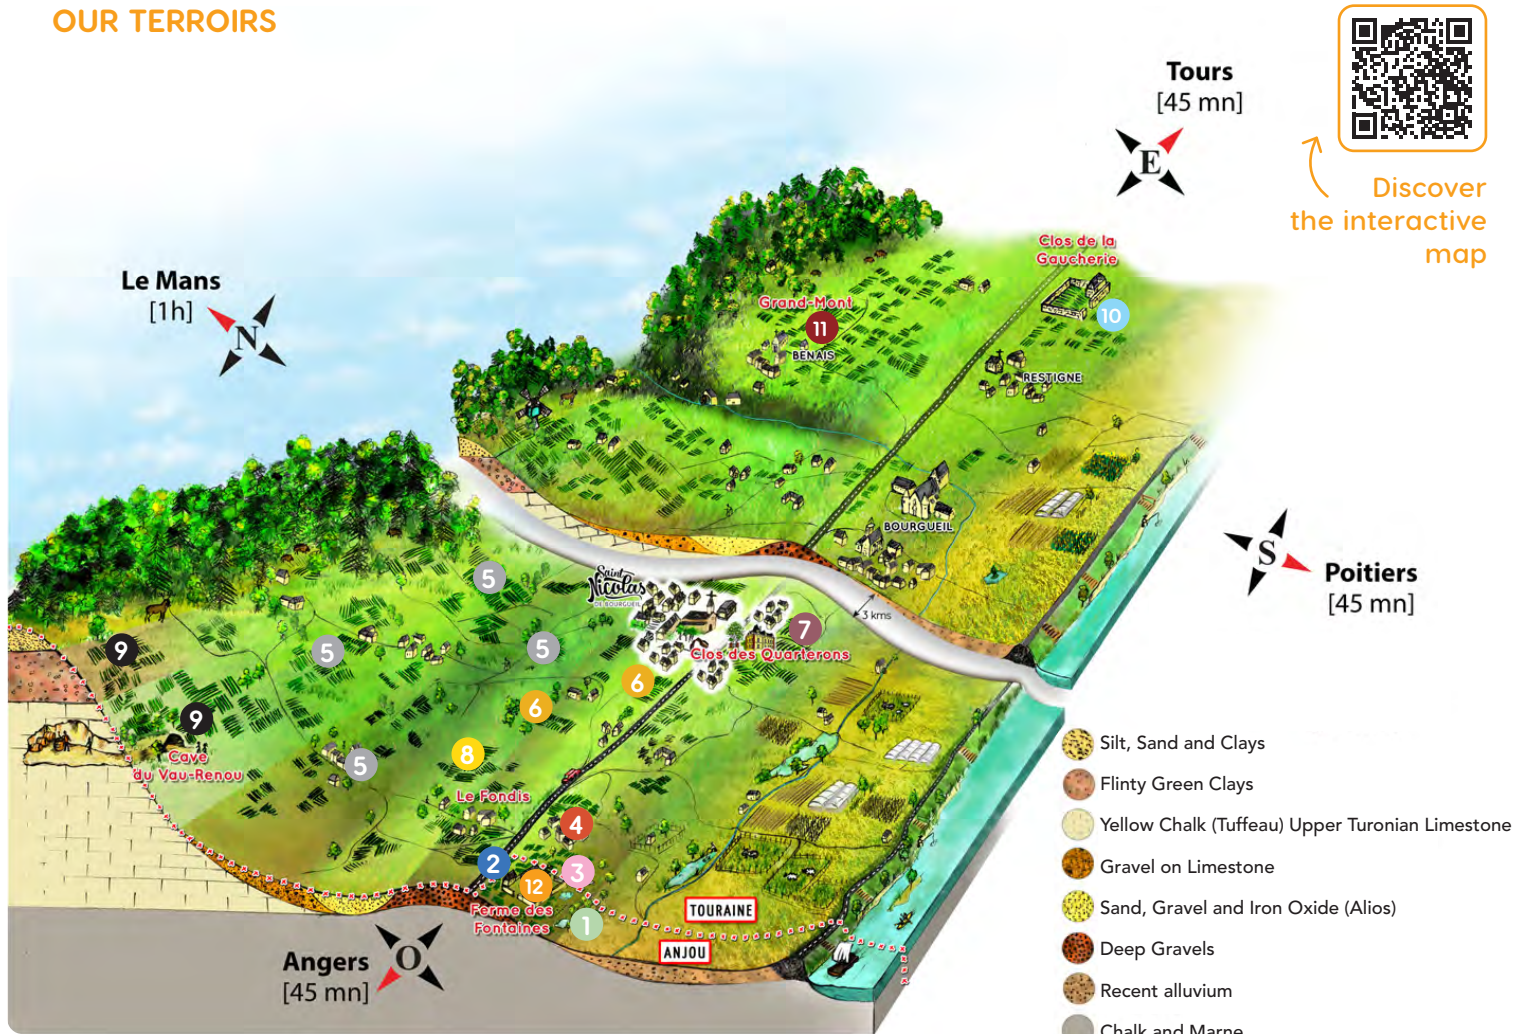 OUR TERROIRS
Tours
[45 mn]
E
Discover
the interactive
map
Le Mans
[1h]
N
Clos de la
Gaucherie
10
Grand-Mont
11
BENAIS
RESTIGNE
BOURGUEIL
S
Poitiers
[45 mn]
3 kms
Saint
Nicolas
DE BOURGUEIL
7
Clos des Quarterons
5
5
5
5
6
6
9
9
Cave
du Vau-Renou
8
Le Fondis
4
2
3
12
Ferme des
Fontaines
1
TOURAINE
ANJOU
Angers
[45 mn]
O
Silt, Sand and Clays
Flinty Green Clays
Yellow Chalk (Tuffeau) Upper Turonian Limestone
Gravel on Limestone
Sand, Gravel and Iron Oxide (Alios)
Deep Gravels
Recent alluvium
Chalk and Marne